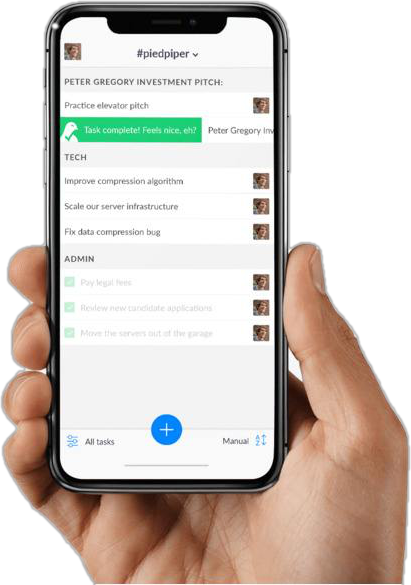 #piedpiper
PETER GREGORY INVESTMENT PITCH:
Practice elevator pitch
Task complete! Feels nice, eh? Peter Gregory Inv
TECH
Improve compression algorithm
Scale our server infrastructure
Fix data compression bug
ADMIN
Pay legal fees
Review new candidate applications
Move the servers out of the garage
All tasks
Manual
A
Z